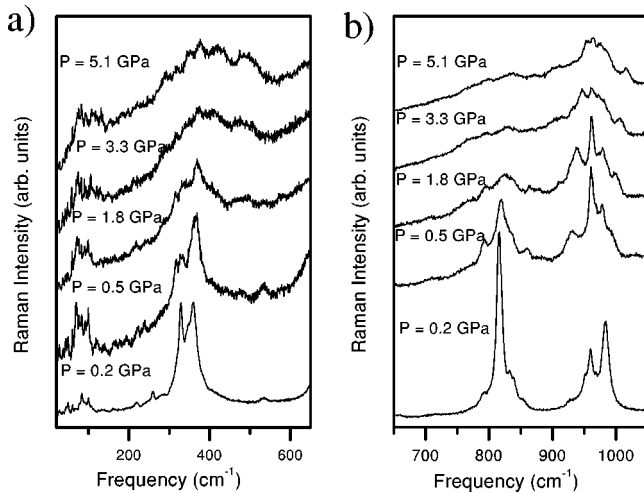 a)
Raman Intensity (arb. units)
P = 5.1 GPa
P = 3.3 GPa
P = 1.8 GPa
P = 0.5 GPa
P = 0.2 GPa
200 400 600
Frequency (cm⁻¹)
b)
Raman Intensity (arb. units)
P = 5.1 GPa
P = 3.3 GPa
P = 1.8 GPa
P = 0.5 GPa
P = 0.2 GPa
700 800 900 1000
Frequency (cm⁻¹)